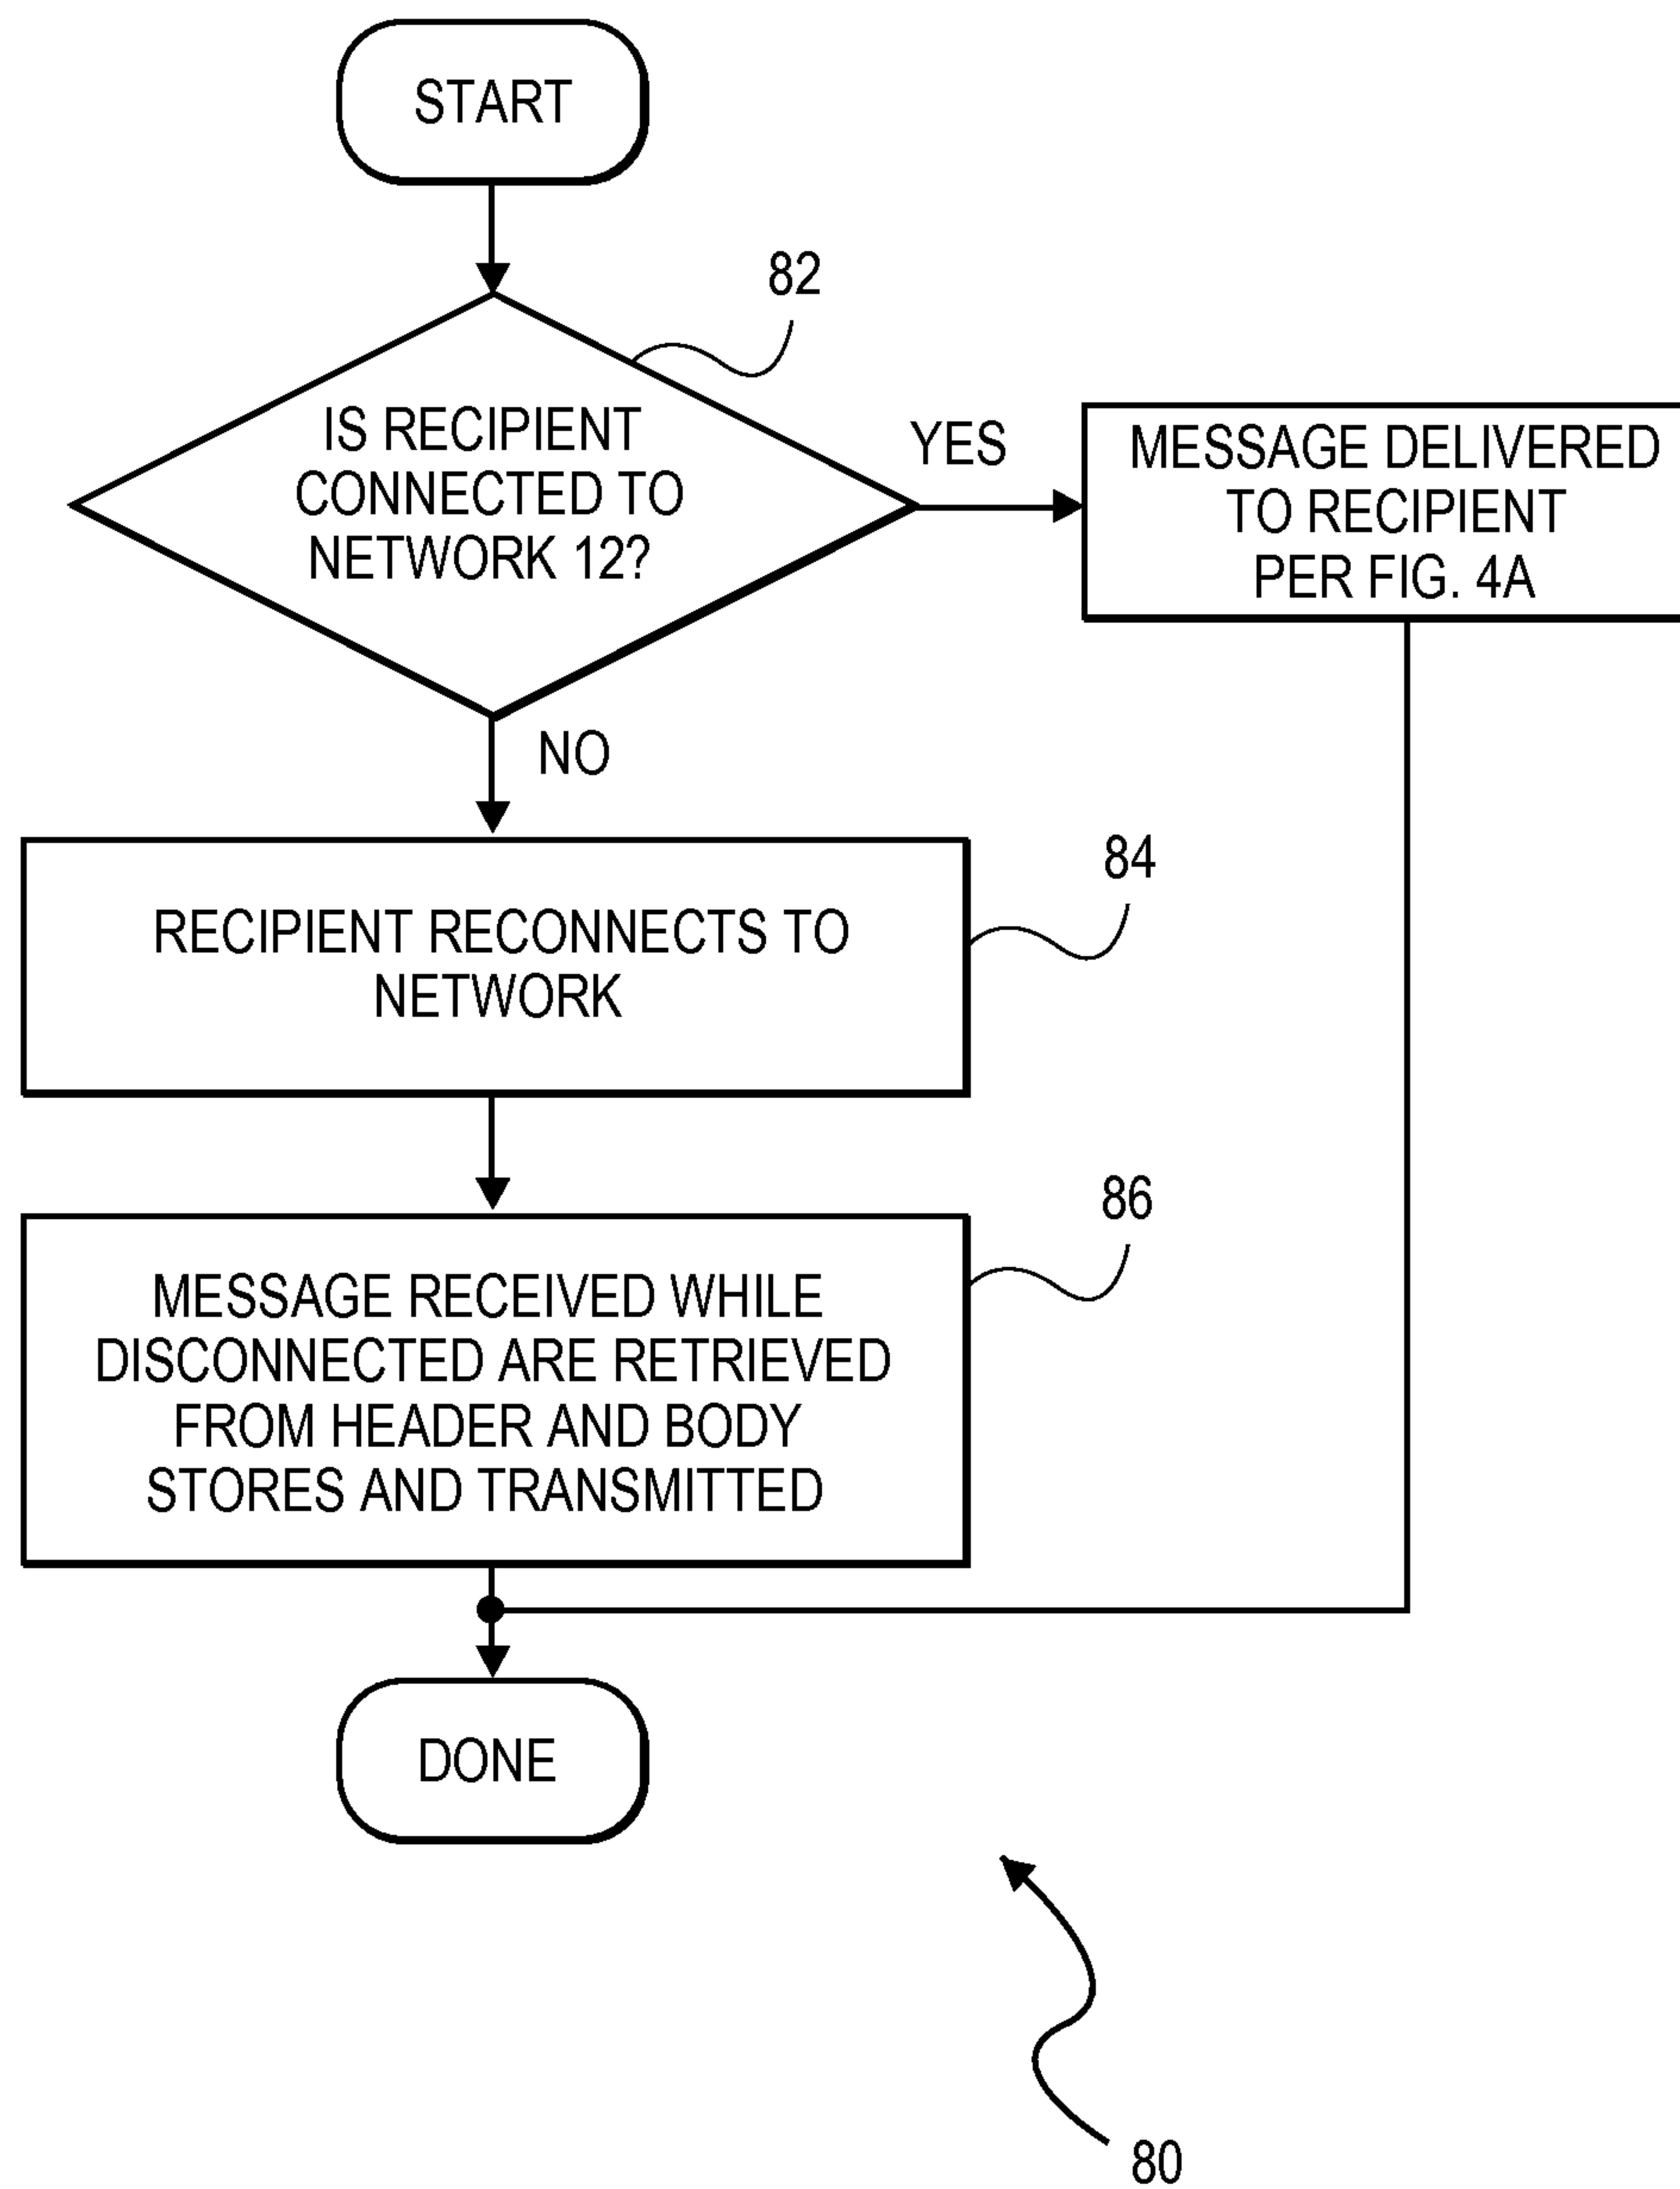 START
82
IS RECIPIENT
CONNECTED TO
NETWORK 12?
YES
MESSAGE DELIVERED
TO RECIPIENT
PER FIG. 4A
NO
84
RECIPIENT RECONNECTS TO
NETWORK
86
MESSAGE RECEIVED WHILE
DISCONNECTED ARE RETRIEVED
FROM HEADER AND BODY
STORES AND TRANSMITTED
DONE
80